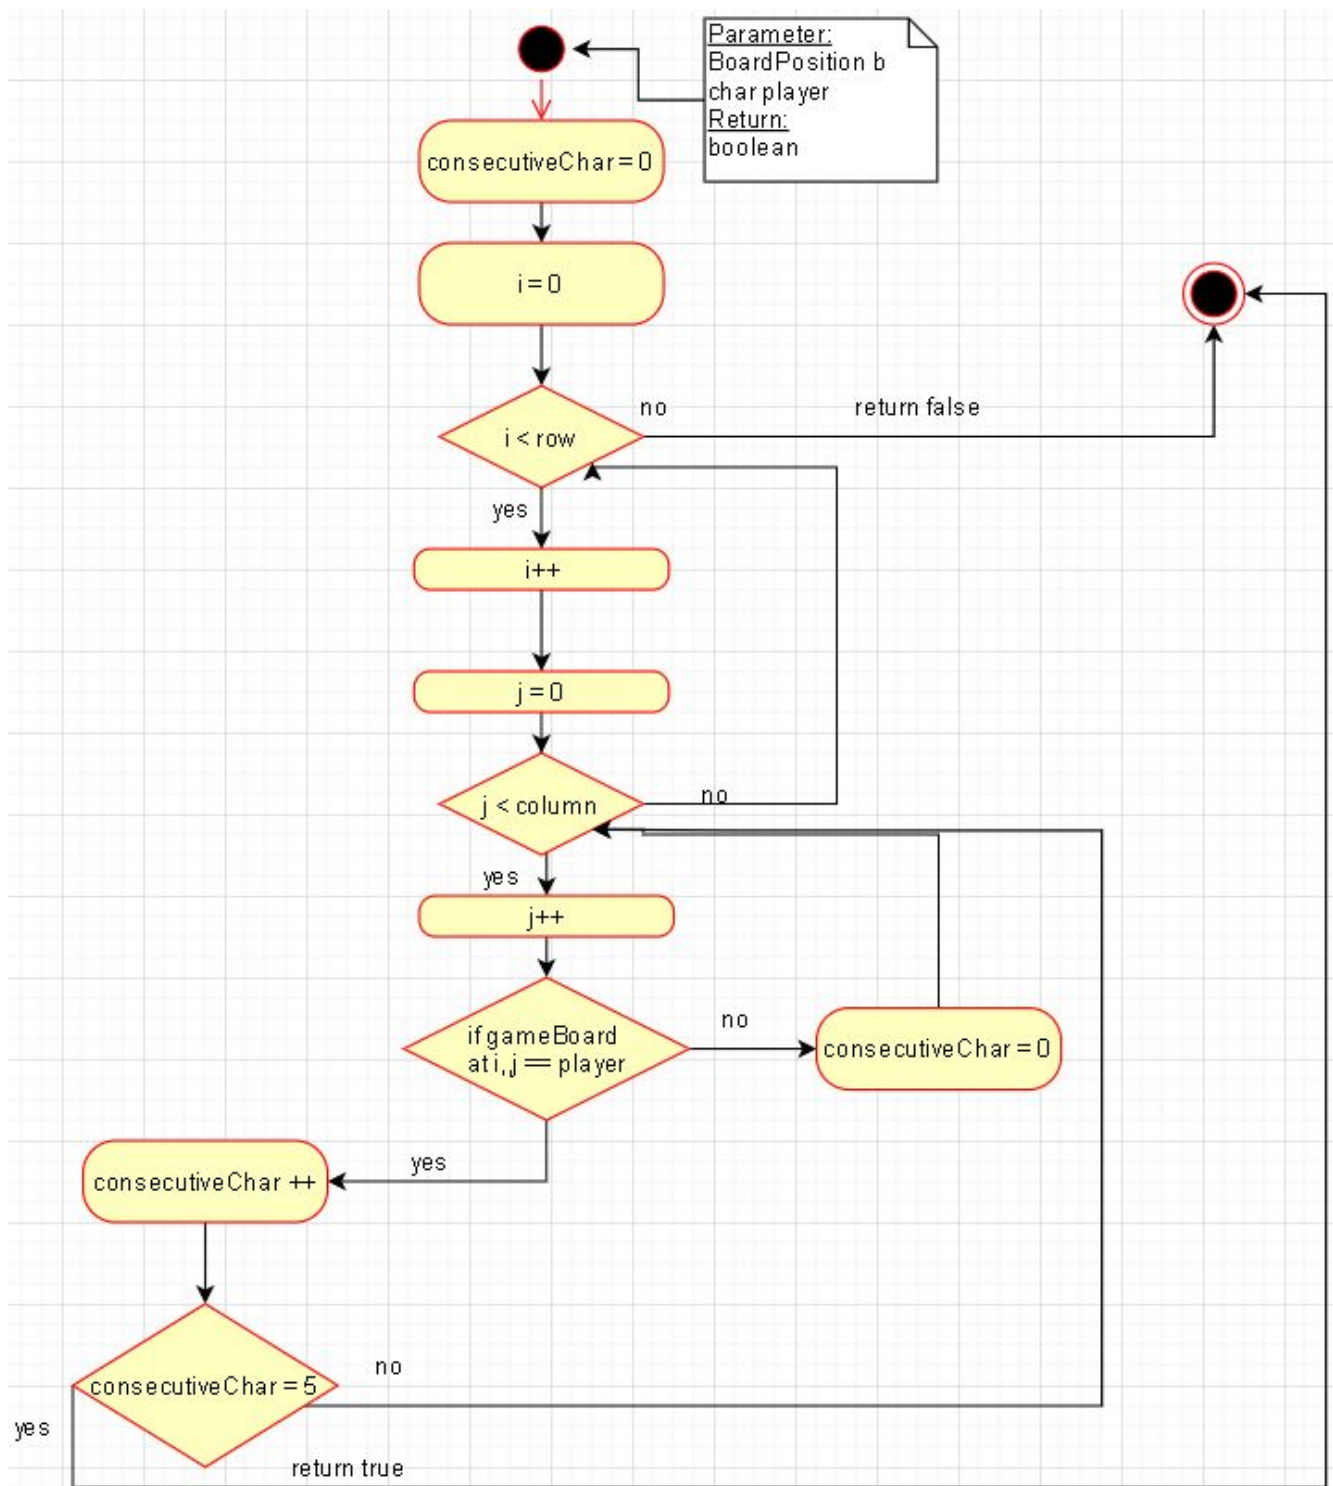 Parameter:
BoardPosition b
char player
Return:
boolean
consecutiveChar = 0
i = 0
i < row
no
return false
yes
i++
j = 0
j < column
no
yes
j++
if gameBoard
at i, j == player
no
consecutiveChar = 0
yes
consecutiveChar ++
consecutiveChar = 5
no
yes
return true